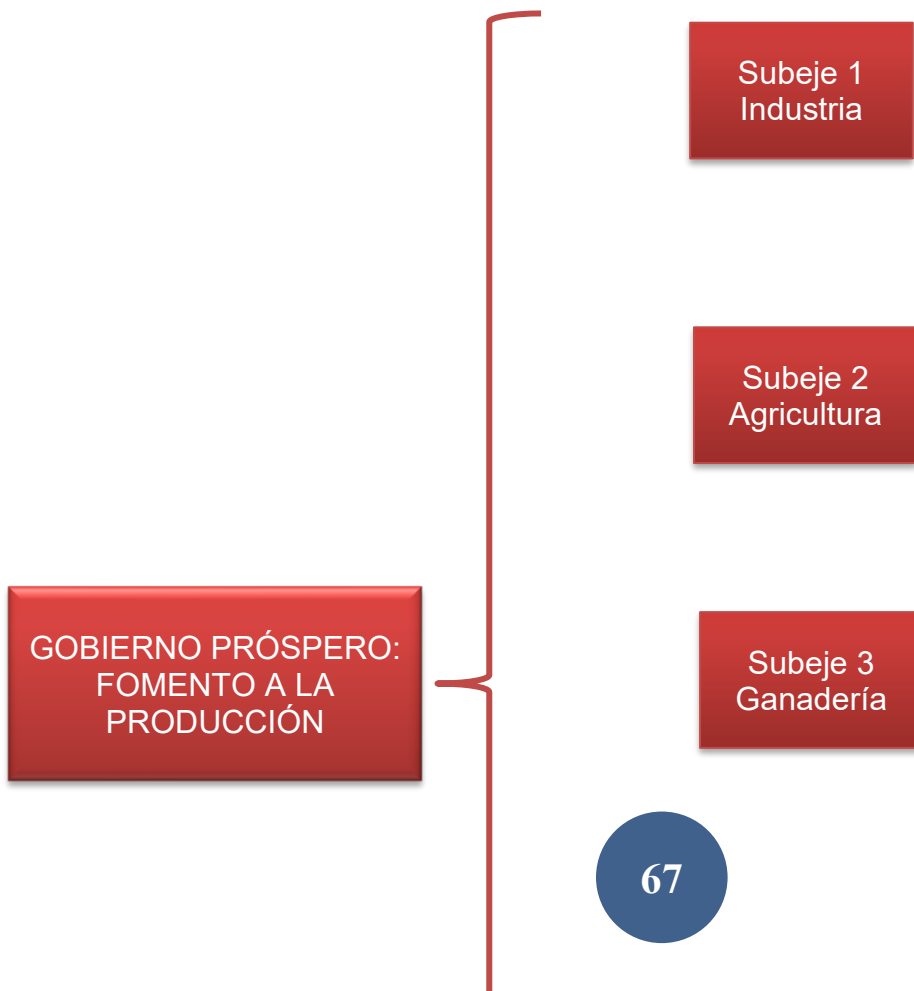 Subeje 1
Industria
Subeje 2
Agricultura
GOBIERNO PRÓSPERO:
FOMENTO A LA
PRODUCCIÓN
Subeje 3
Ganadería
67